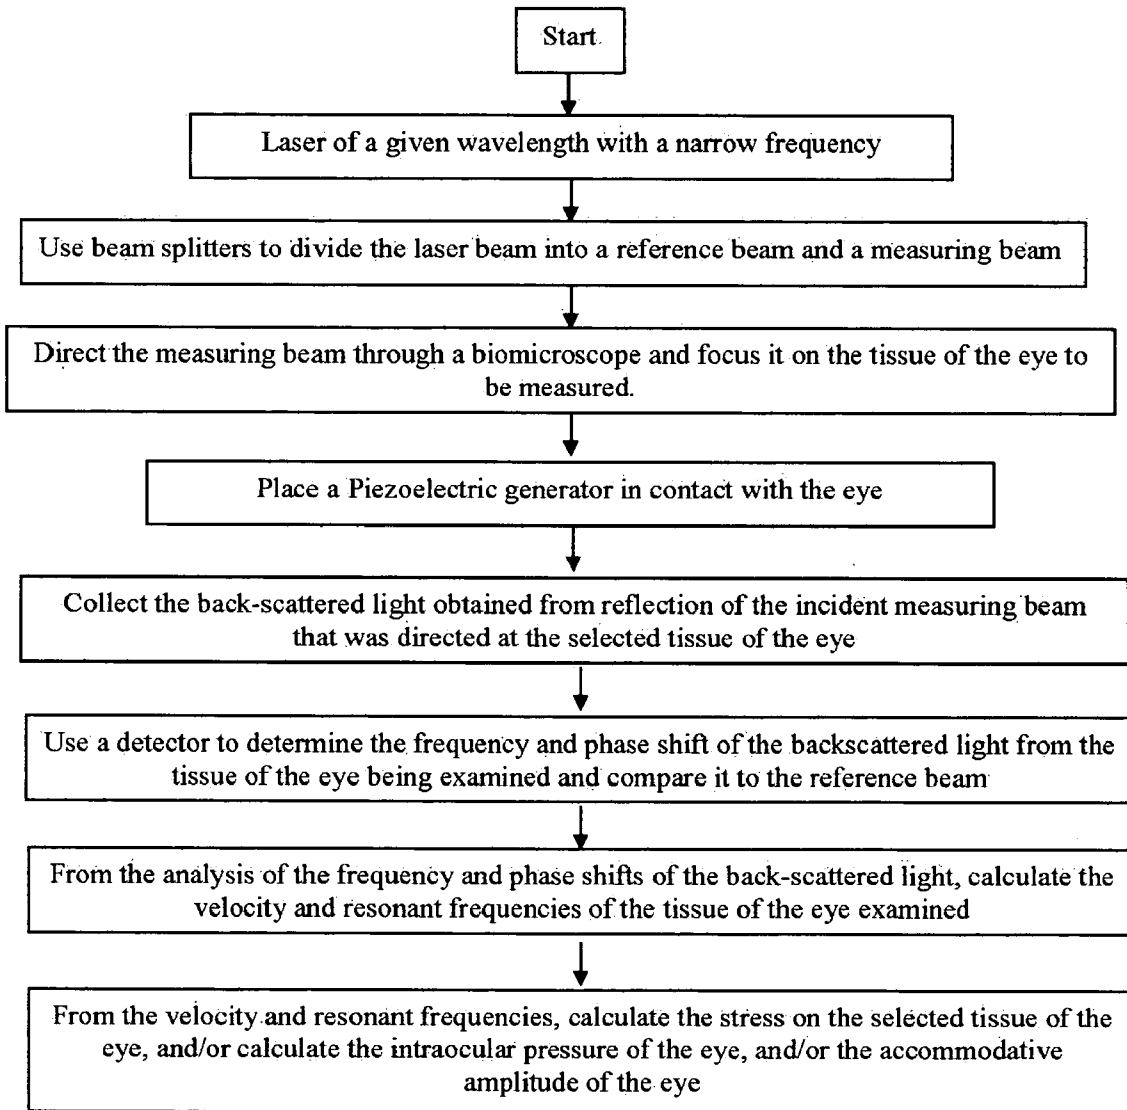 Start
Laser of a given wavelength with a narrow frequency
Use beam splitters to divide the laser beam into a reference beam and a measuring beam
Direct the measuring beam through a biomicroscope and focus it on the tissue of the eye to
be measured.
Place a Piezoelectric generator in contact with the eye
Collect the back-scattered light obtained from reflection of the incident measuring beam
that was directed at the selected tissue of the eye
Use a detector to determine the frequency and phase shift of the backscattered light from the
tissue of the eye being examined and compare it to the reference beam
From the analysis of the frequency and phase shifts of the back-scattered light, calculate the
velocity and resonant frequencies of the tissue of the eye examined
From the velocity and resonant frequencies, calculate the stress on the selected tissue of the
eye, and/or calculate the intraocular pressure of the eye, and/or the accommodative
amplitude of the eye